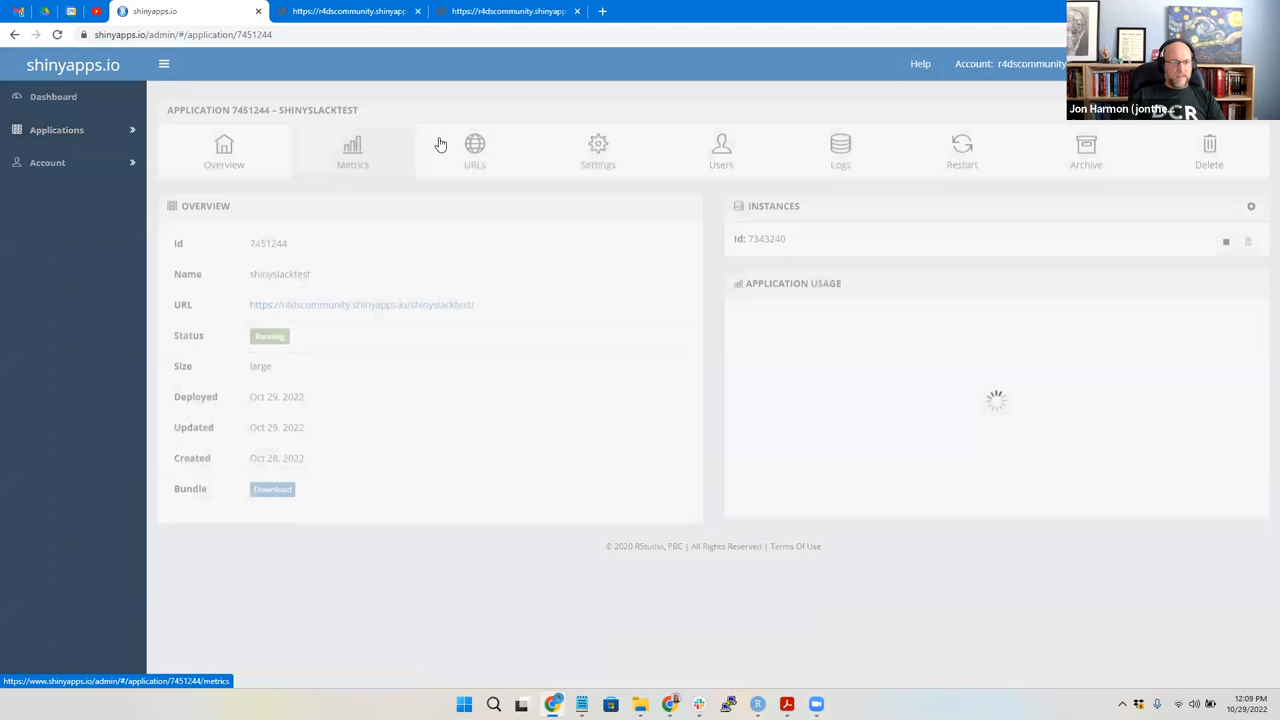 shinyapps.io
https://r4dscommunity.shinyapp
https://r4dscommunity.shinyapp
shinyapps.io/admin/#/application/7451244
shinyapps.io
Help
Account: r4dscommunity
Jon Harmon (jonthe...
Dashboard
Applications
Account
APPLICATION 7451244 – SHINYSLACKTEST
Overview
Metrics
URLs
Settings
Users
Logs
Restart
Archive
Delete
OVERVIEW
Id 7451244
Name shinyslacktest
URL https://r4dscommunity.shinyapps.io/shinyslacktest/
Status Running
Size large
Deployed Oct 29, 2022
Updated Oct 29, 2022
Created Oct 28, 2022
Bundle Download
INSTANCES
Id: 7343240
APPLICATION USAGE
© 2020 RStudio, PBC | All Rights Reserved | Terms Of Use
https://www.shinyapps.io/admin/#/application/7451244/metrics
12:09 PM
10/29/2022